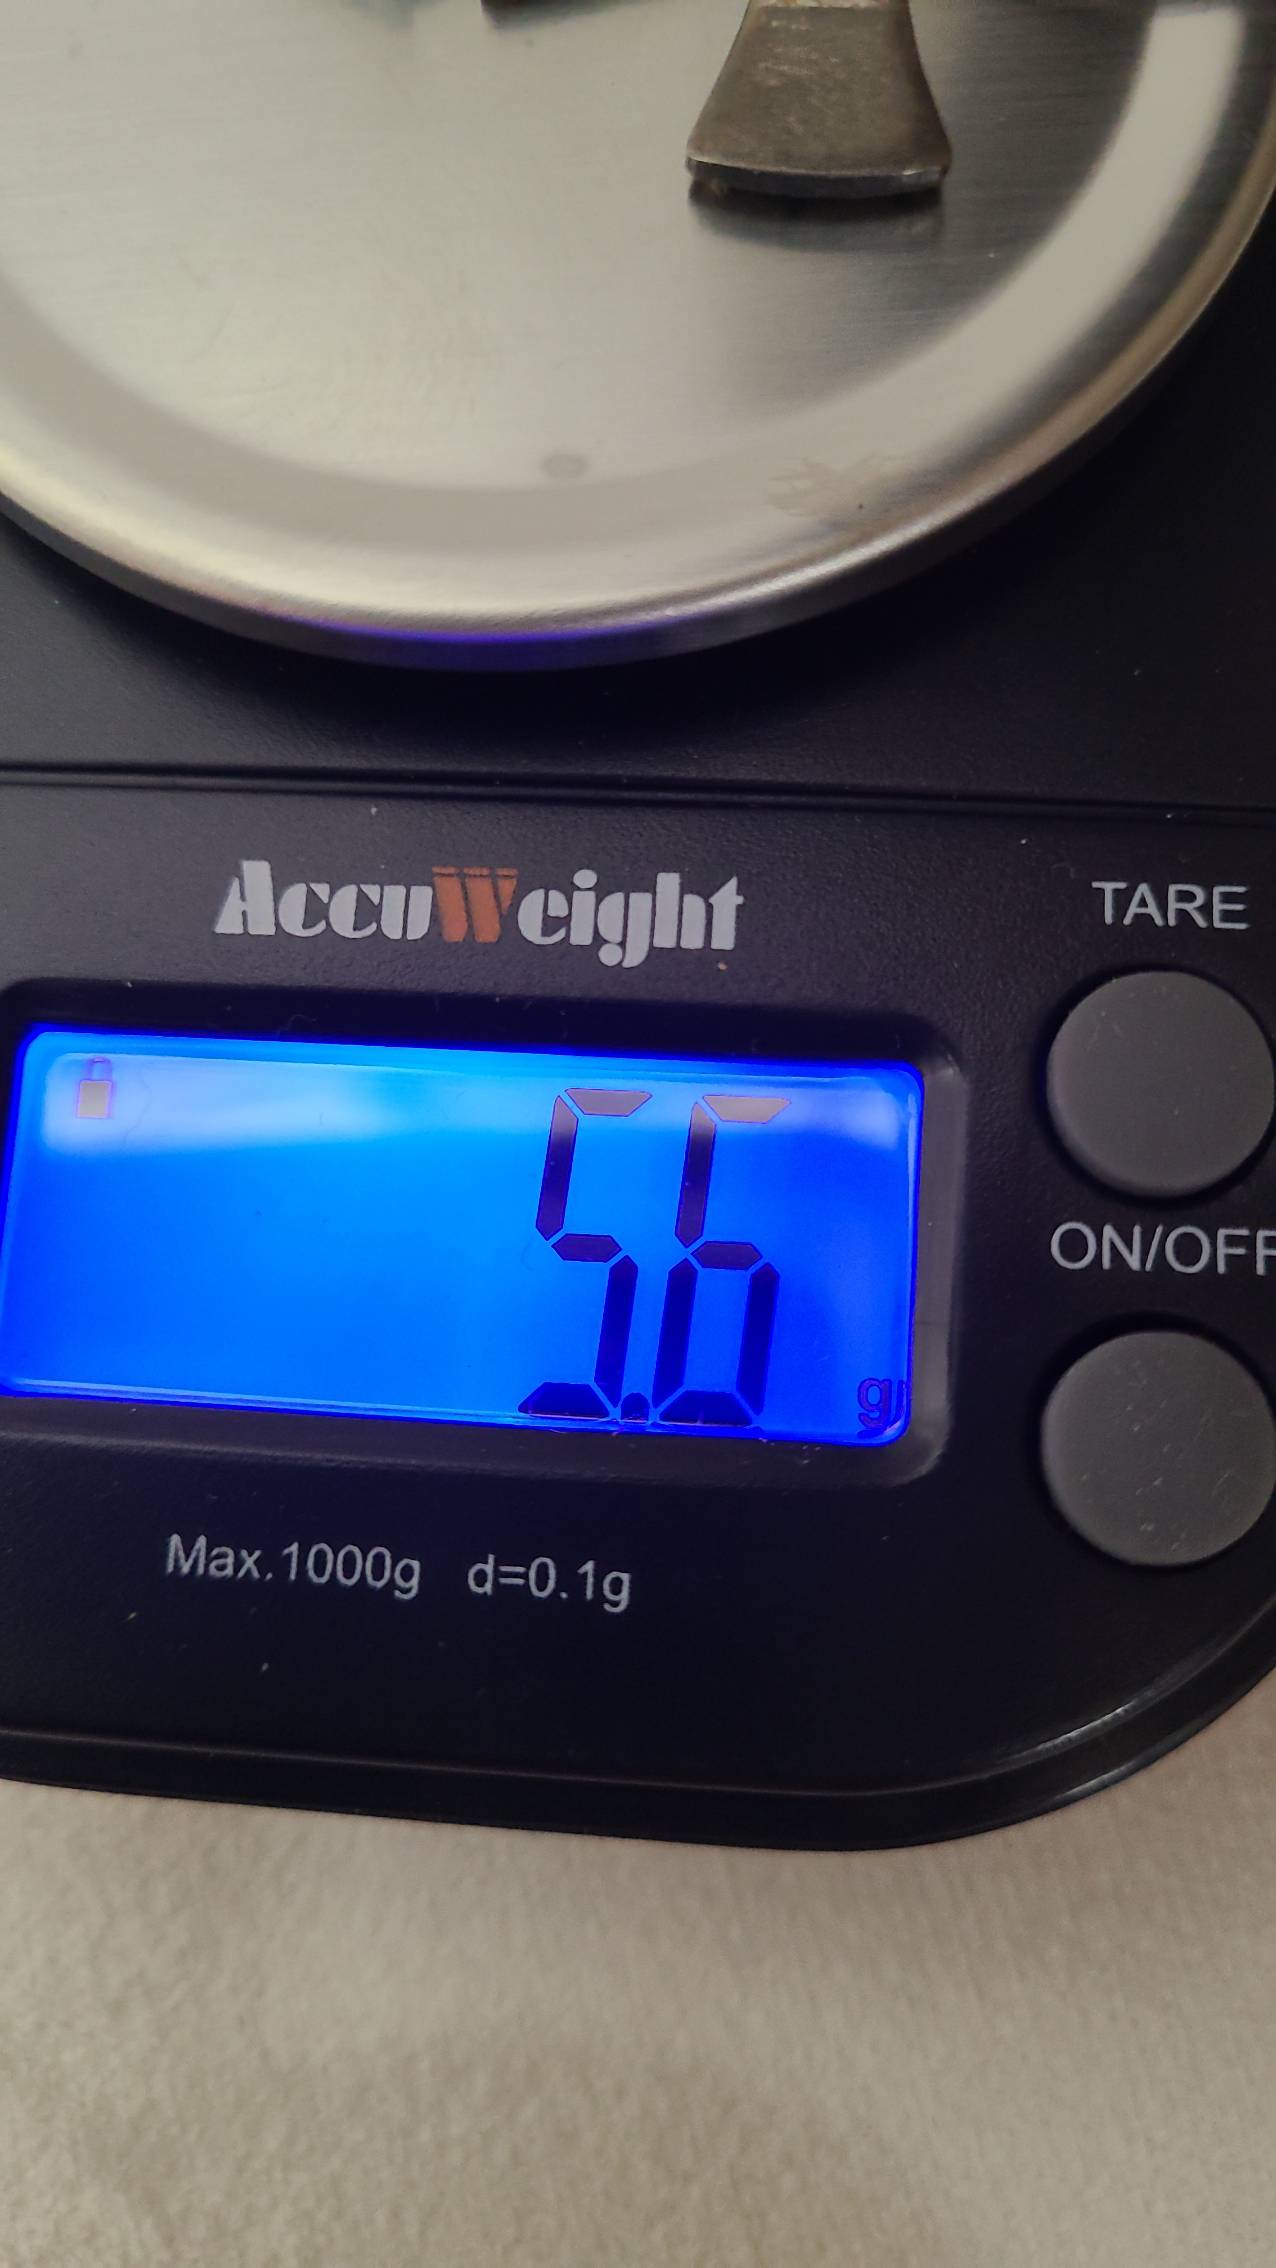 AccuWeight
TARE
5.6 g
ON/OFF
Max.1000g d=0.1g